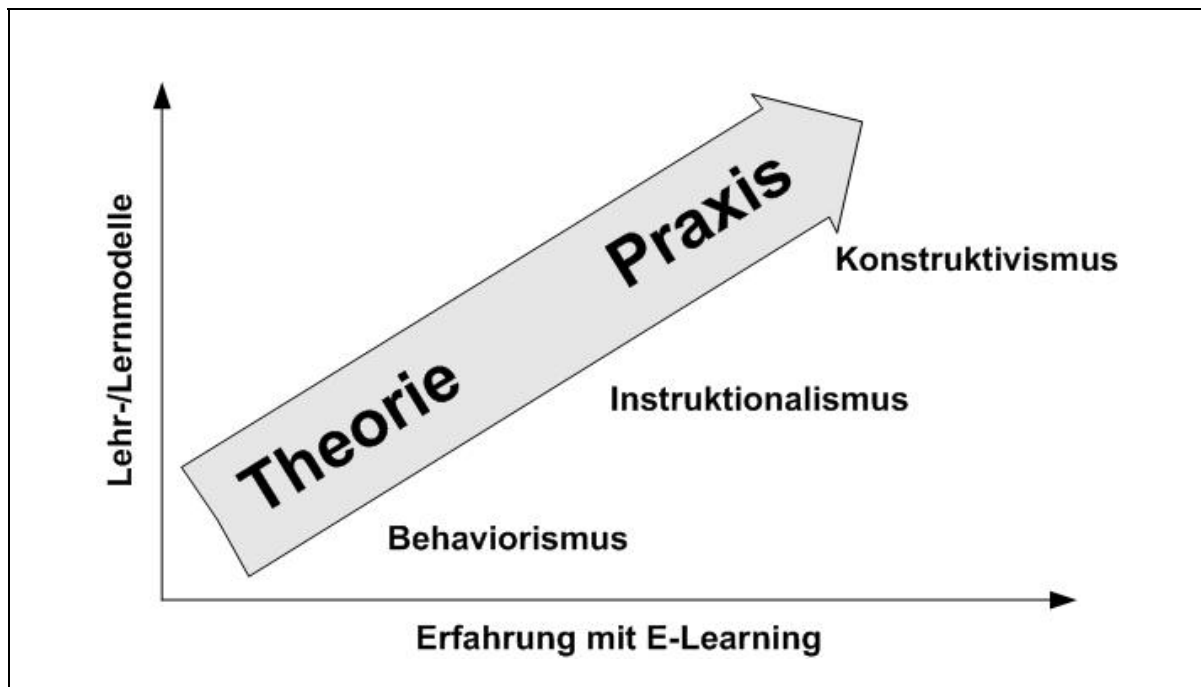 Lehr-/Lernmodelle
Theorie
Praxis
Konstruktivismus
Instruktionalismus
Behaviorismus
Erfahrung mit E-Learning